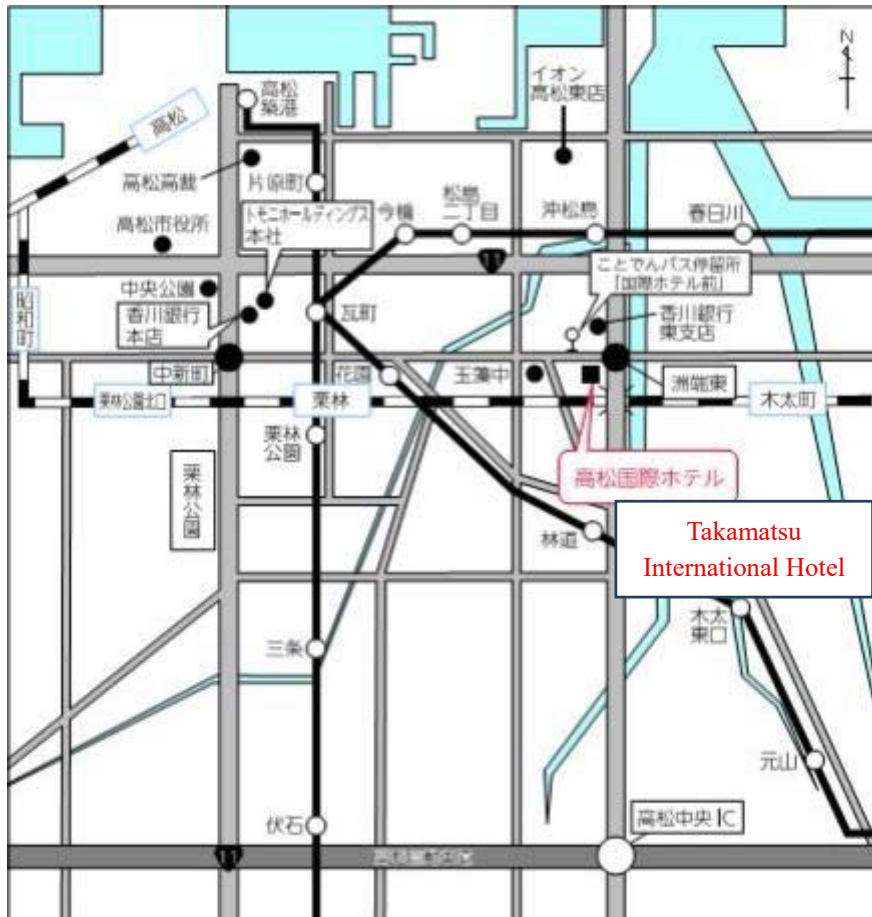 N
イオン
高松東店
高松
築港
高松
高松高裁
片原町
トモニホールディングス
本社
高松市役所
今橋
松島
二丁目
沖松島
春日川
11
ことでんバス停留所
「国際ホテル前」
中央公園
昭和町
香川銀行
本店
瓦町
香川銀行
東支店
中新町
花園
玉藻中
洲端東
栗林公園北口
栗林
木太町
栗林
公園
栗林公園
高松国際ホテル
Takamatsu
International Hotel
林道
木太
東口
三条
元山
伏石
高松中央IC
11